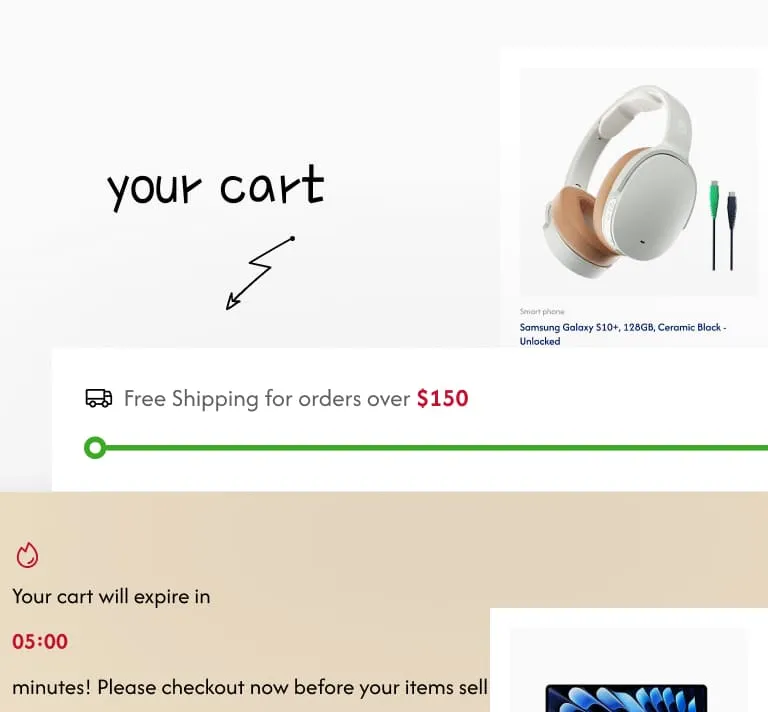 your cart
Smart phone
Samsung Galaxy S10+, 128GB, Ceramic Black -
Unlocked
Free Shipping for orders over $150
Your cart will expire in
05:00
minutes! Please checkout now before your items sell